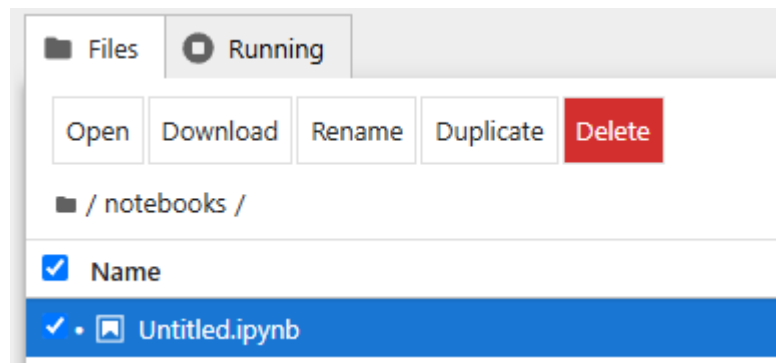 Files Running
Open Download Rename Duplicate Delete
/ notebooks /
Name
Untitled.ipynb